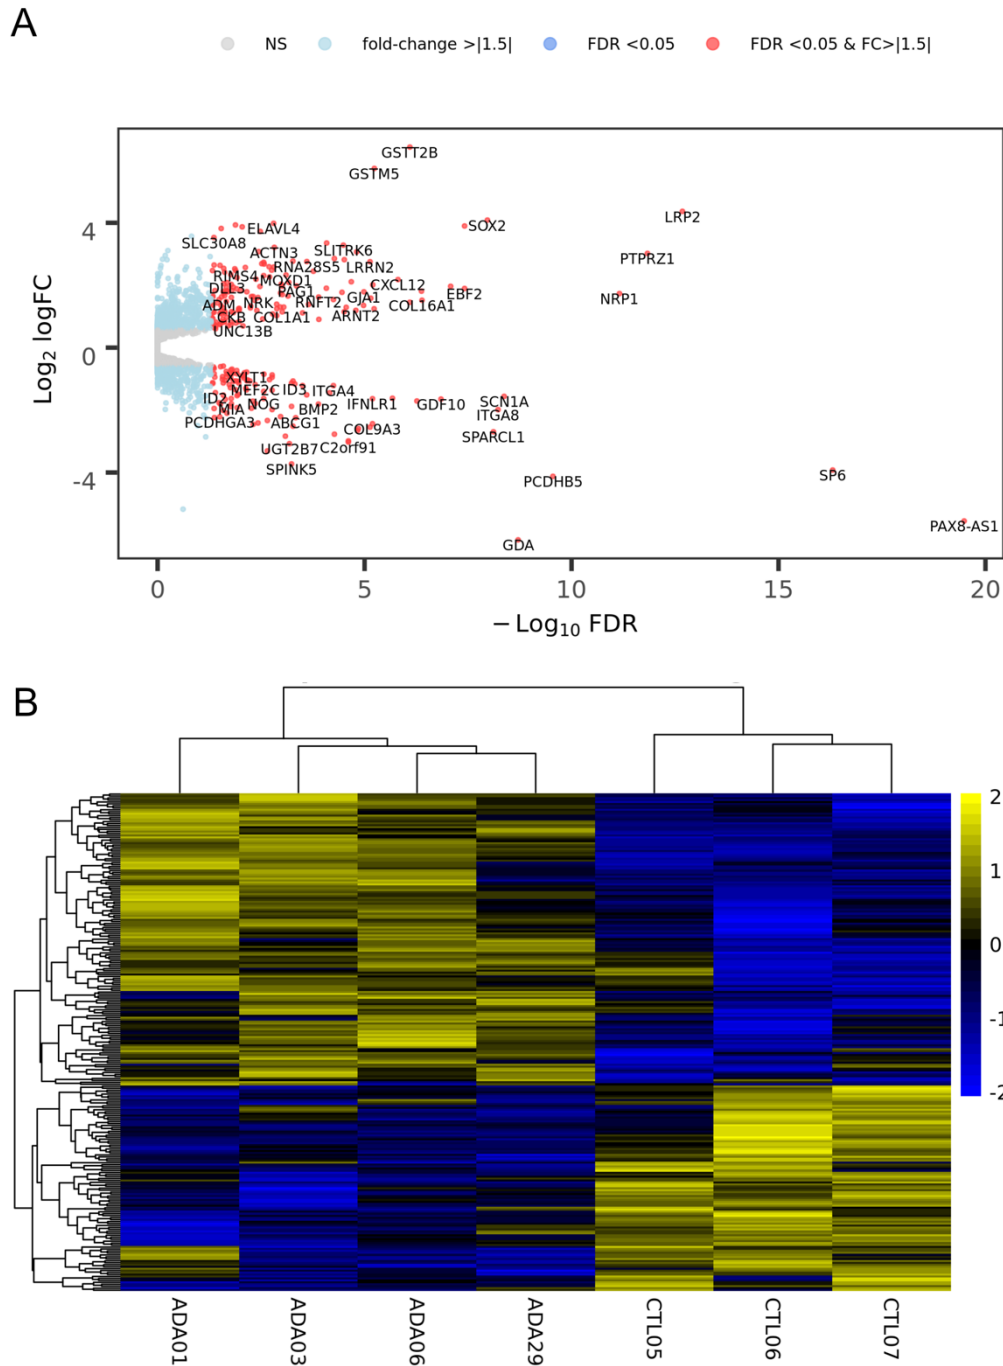 A
NS fold-change >|1.5| FDR <0.05 FDR <0.05 & FC>|1.5|
GSTT2B
GSTM5
LRP2
4 SOX2
ELAVL4
SLC30A8 SLITRK6
ACTN3 PTPRZ1
RNA28S5 LRRN2
RIMS4 MOXD1 CXCL12
DLL3 PAG1 EBF2 NRP1
ADM NRK RNFT2 GJA1 COL16A1
CKB COL1A1 ARNT2
UNC13B
0
Log2 logFC
XYLT1
MEF2C ID3 ITGA4
ID2 NOG IFNLR1 GDF10 SCN1A
MIA BMP2 ITGA8
PCDHGA3 ABCG1 COL9A3 SPARCL1
UGT2B7 C2orf91
SPINK5 SP6
-4 PCDHB5
PAX8-AS1
GDA
0 5 10 15 20
− Log10 FDR
B
2
1
0
-1
-2
ADA01 ADA03 ADA06 ADA29 CTL05 CTL06 CTL07